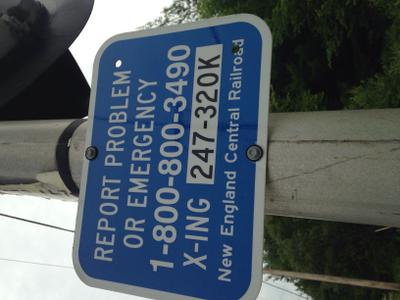 REPORT PROBLEM
OR EMERGENCY
1-800-800-3490
X-ING 247-320K
New England Central Railroad